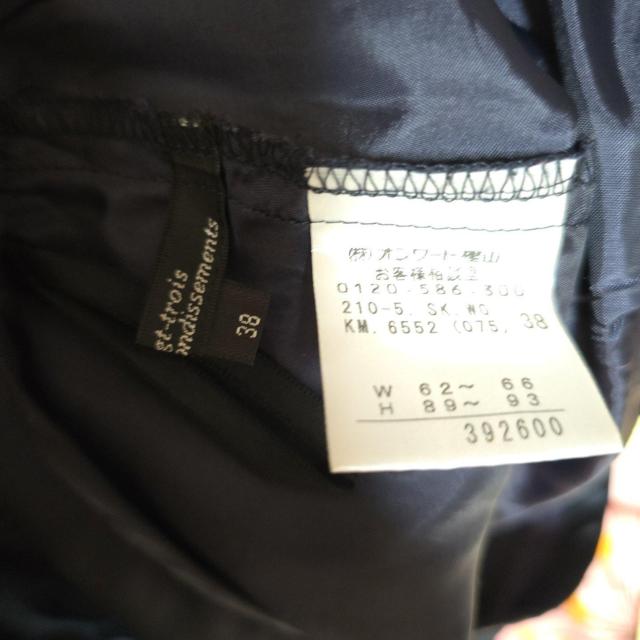 t-trois
ndissements
38
(株)オンワード樫山
お客様相談室
0120-586-300
210-5. SK.WO
KM. 6552 (075, 38
W 62～ 66
H 89～ 93
392600